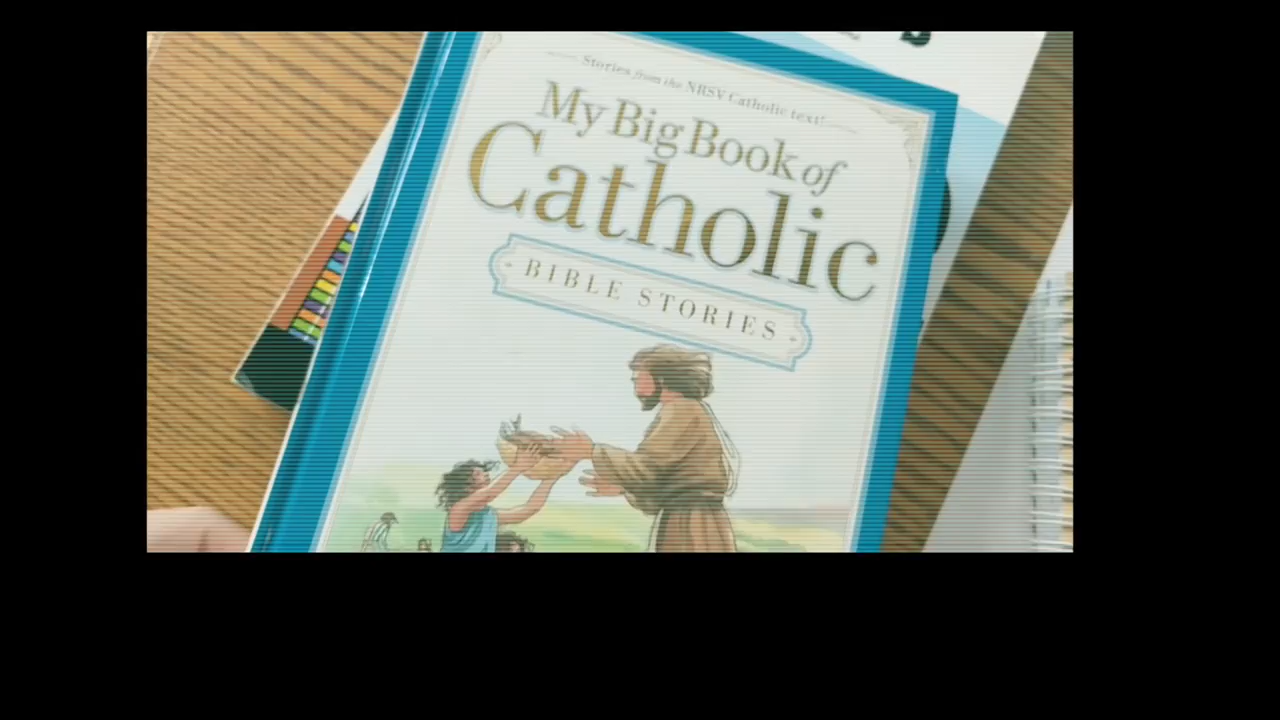 Stories from the NRSV Catholic text!
My Big Book of
Catholic
BIBLE STORIES